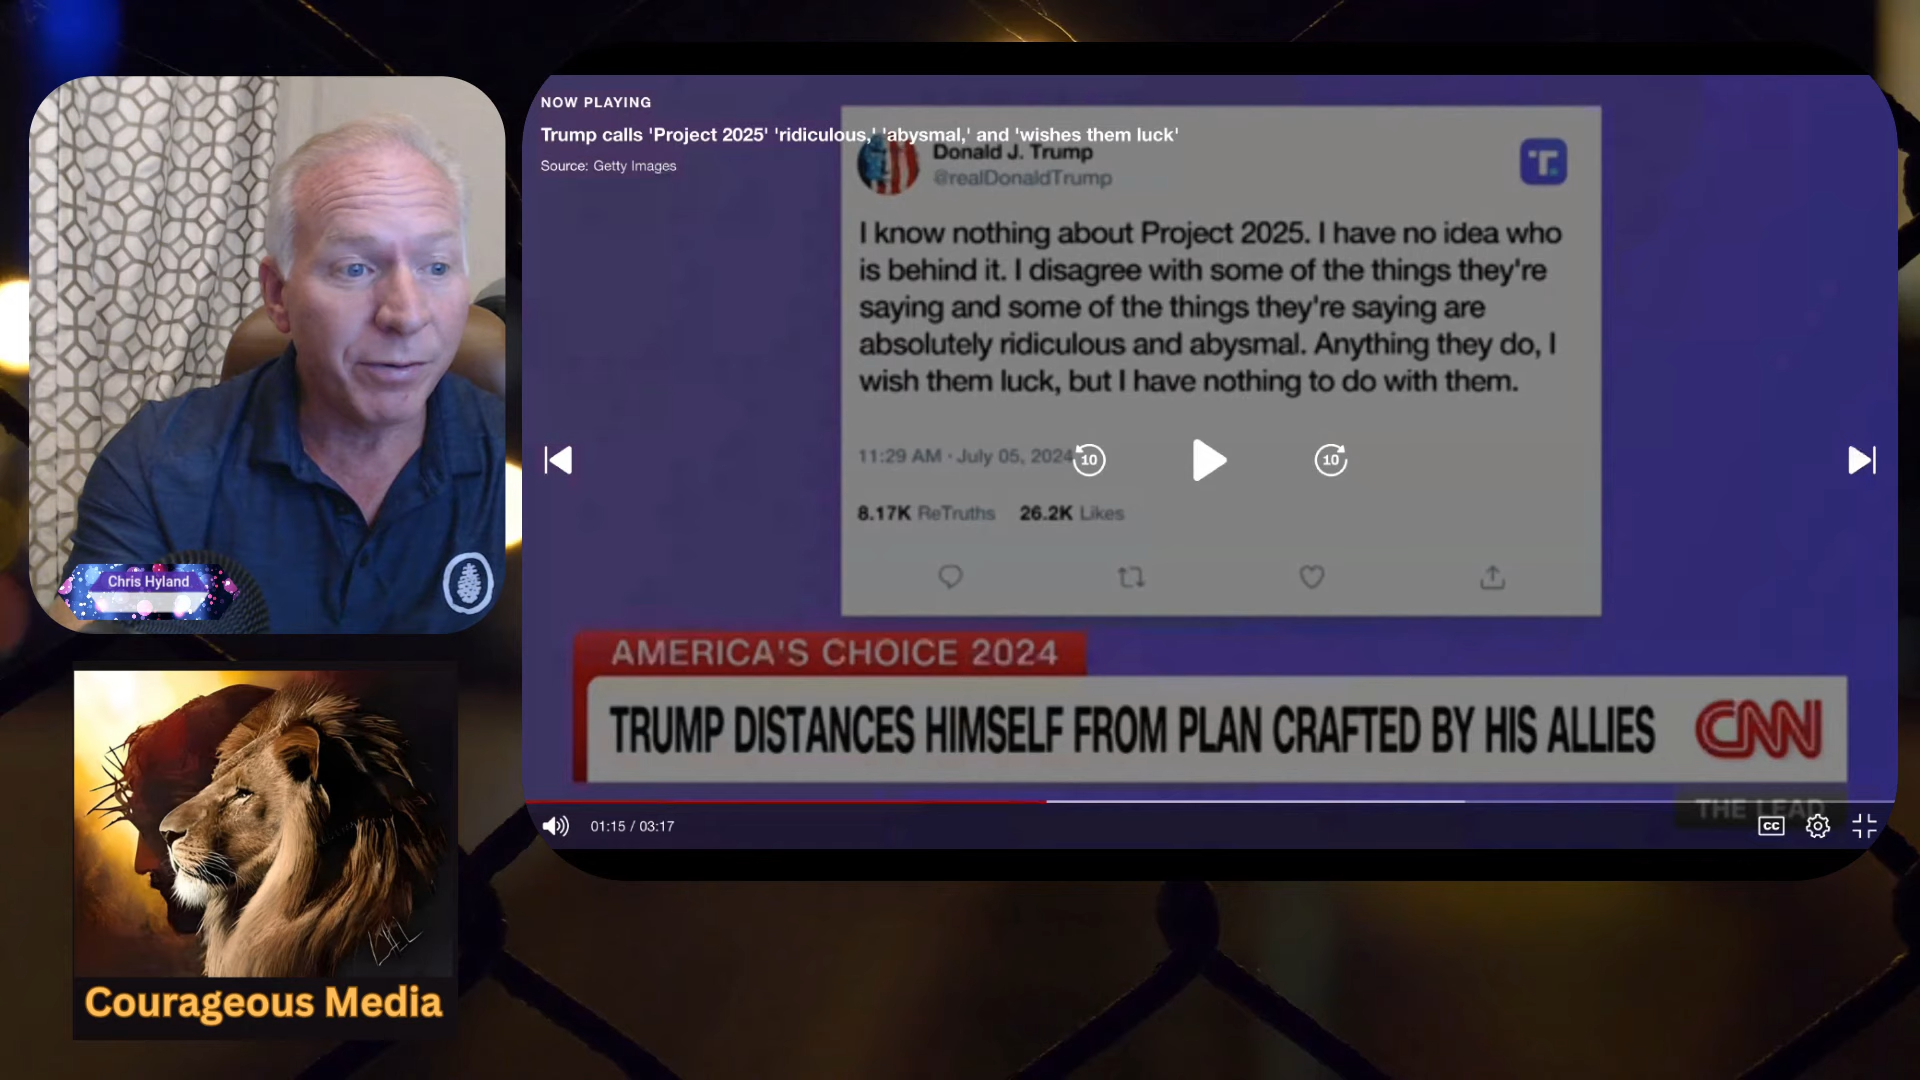 NOW PLAYING
Trump calls 'Project 2025' 'ridiculous,' 'abysmal,' and 'wishes them luck'
Source: Getty Images
Donald J. Trump
@realDonaldTrump
T.
I know nothing about Project 2025. I have no idea who
is behind it. I disagree with some of the things they're
saying and some of the things they're saying are
absolutely ridiculous and abysmal. Anything they do, I
wish them luck, but I have nothing to do with them.
11:29 AM · July 05, 2024
10
10
8.17K ReTruths 26.2K Likes
AMERICA'S CHOICE 2024
TRUMP DISTANCES HIMSELF FROM PLAN CRAFTED BY HIS ALLIES
CNN
THE LEAD
01:15 / 03:17
CC
Chris Hyland
Courageous Media